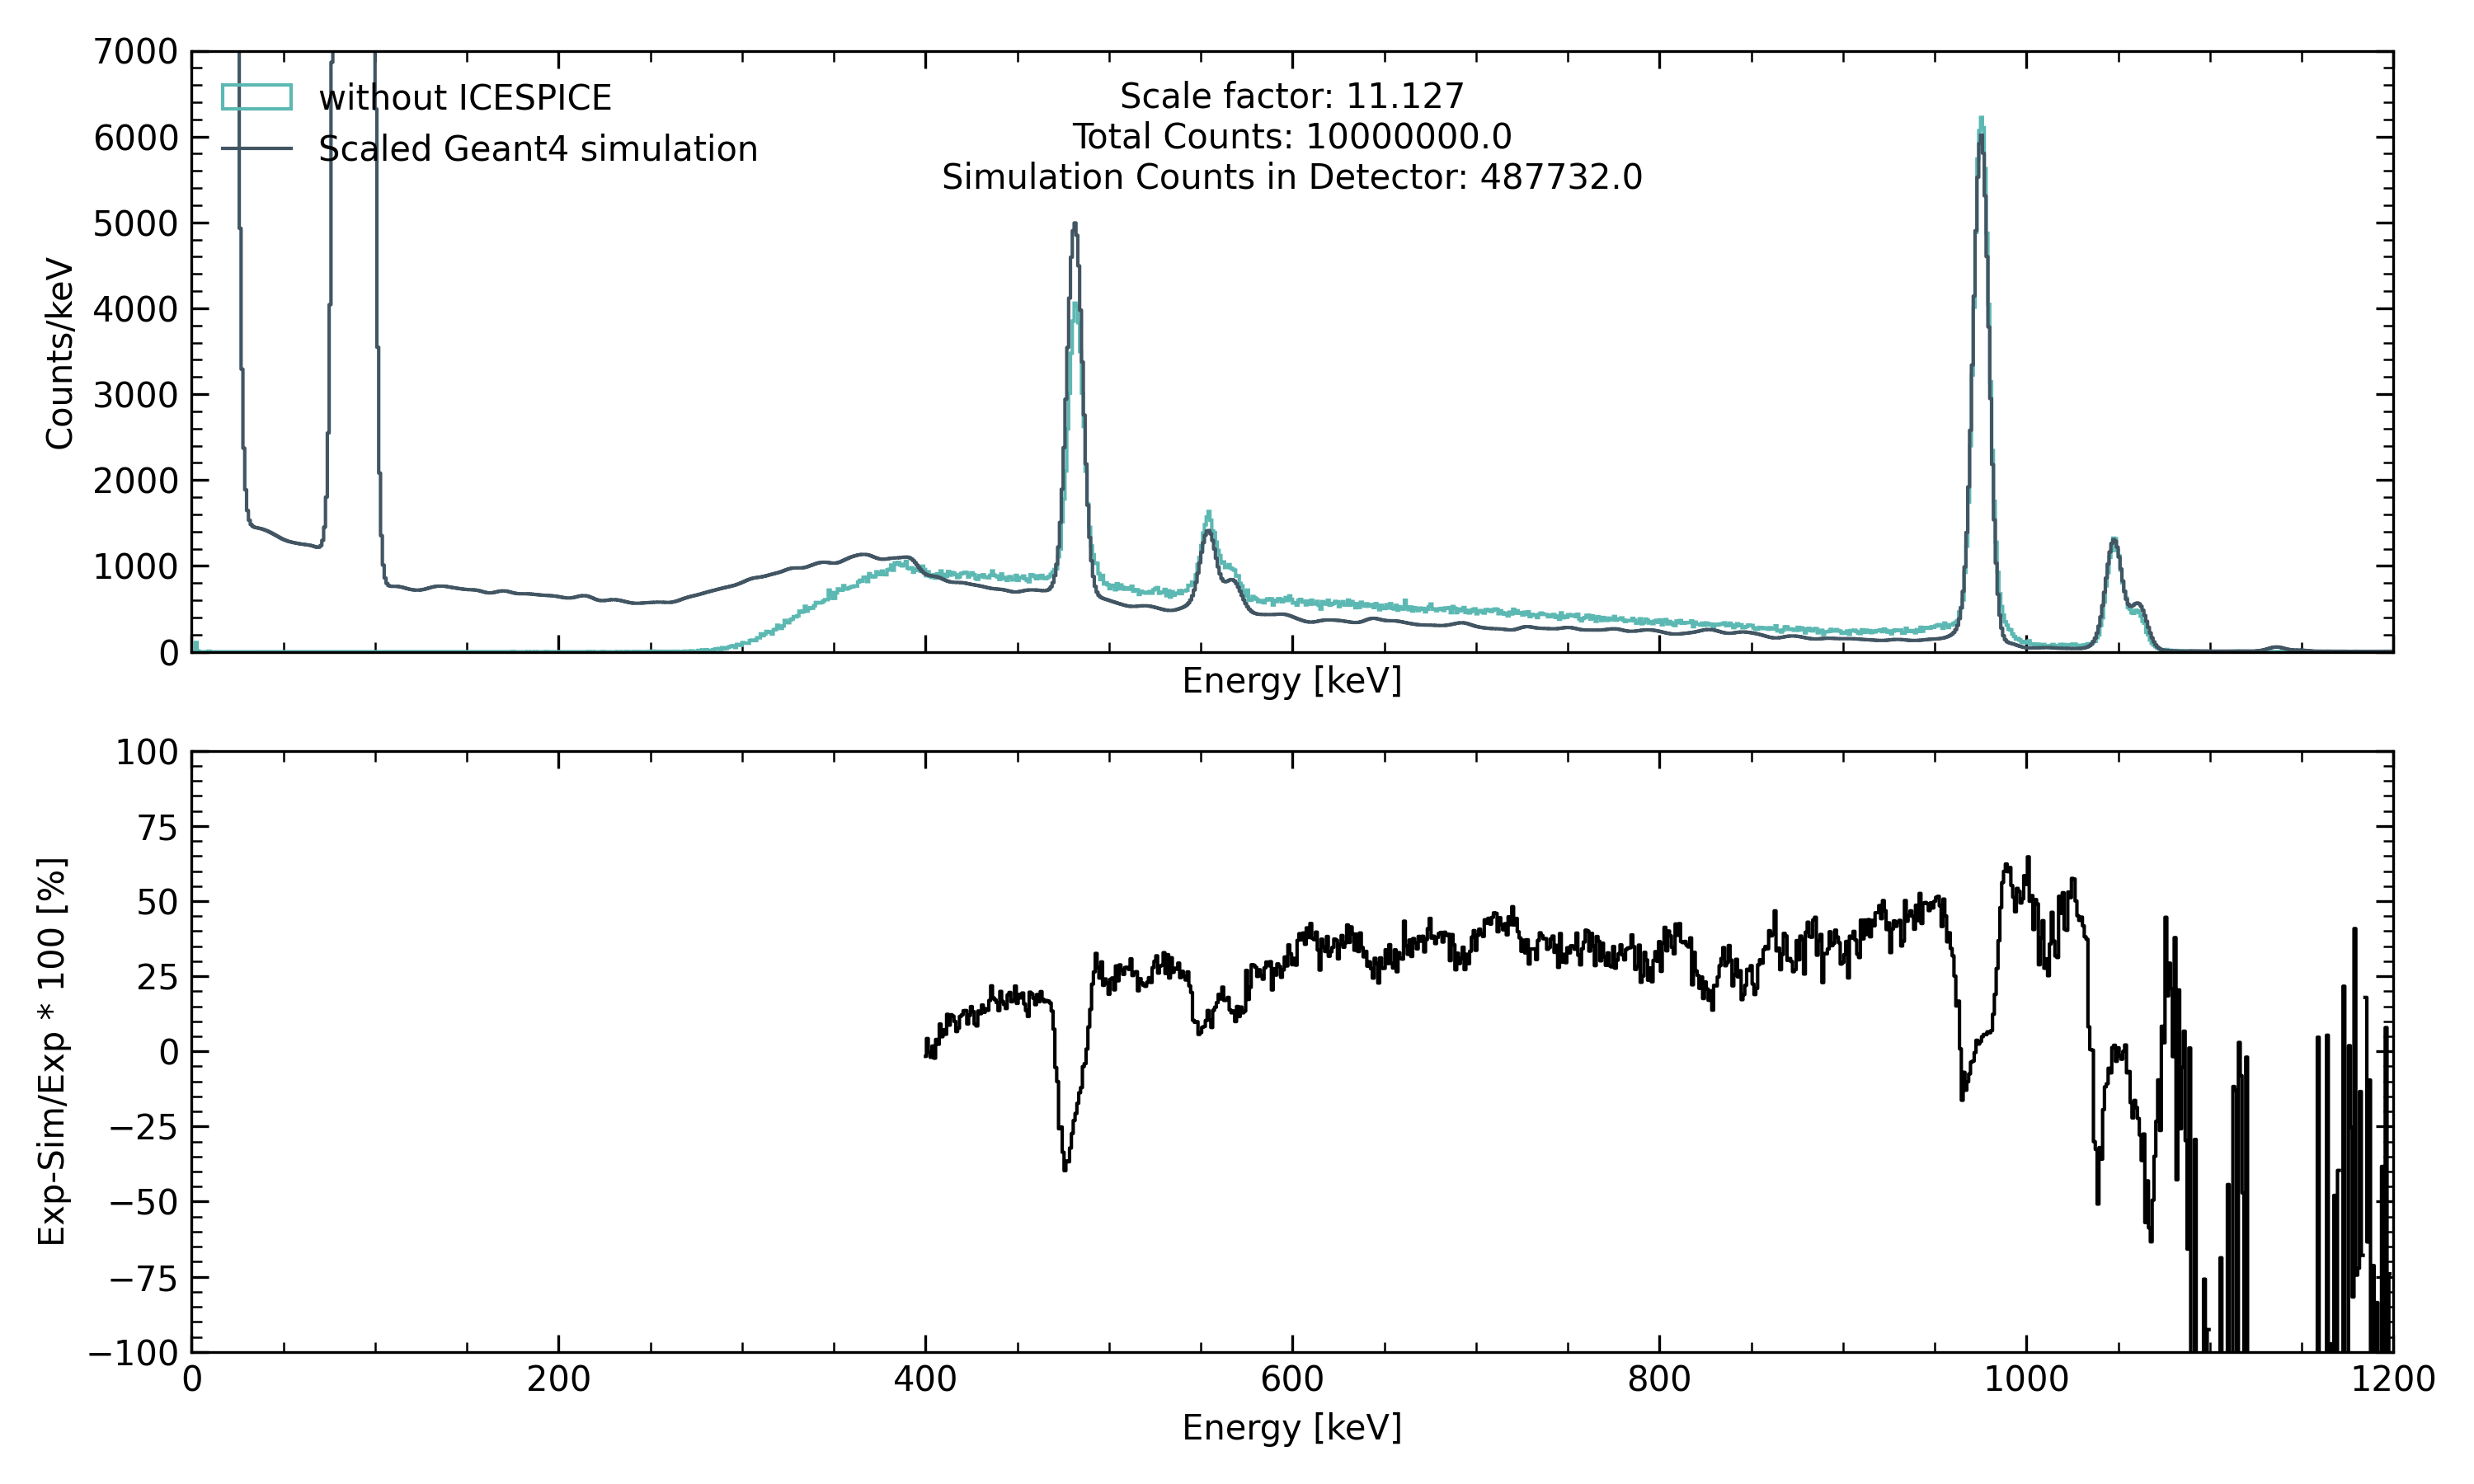 7000
6000
5000
4000
3000
2000
1000
0
Counts/keV
without ICESPICE
Scaled Geant4 simulation
Scale factor: 11.127
Total Counts: 10000000.0
Simulation Counts in Detector: 487732.0
Energy [keV]
100
75
50
25
0
−25
−50
−75
−100
Exp-Sim/Exp * 100 [%]
0 200 400 600 800 1000 1200
Energy [keV]